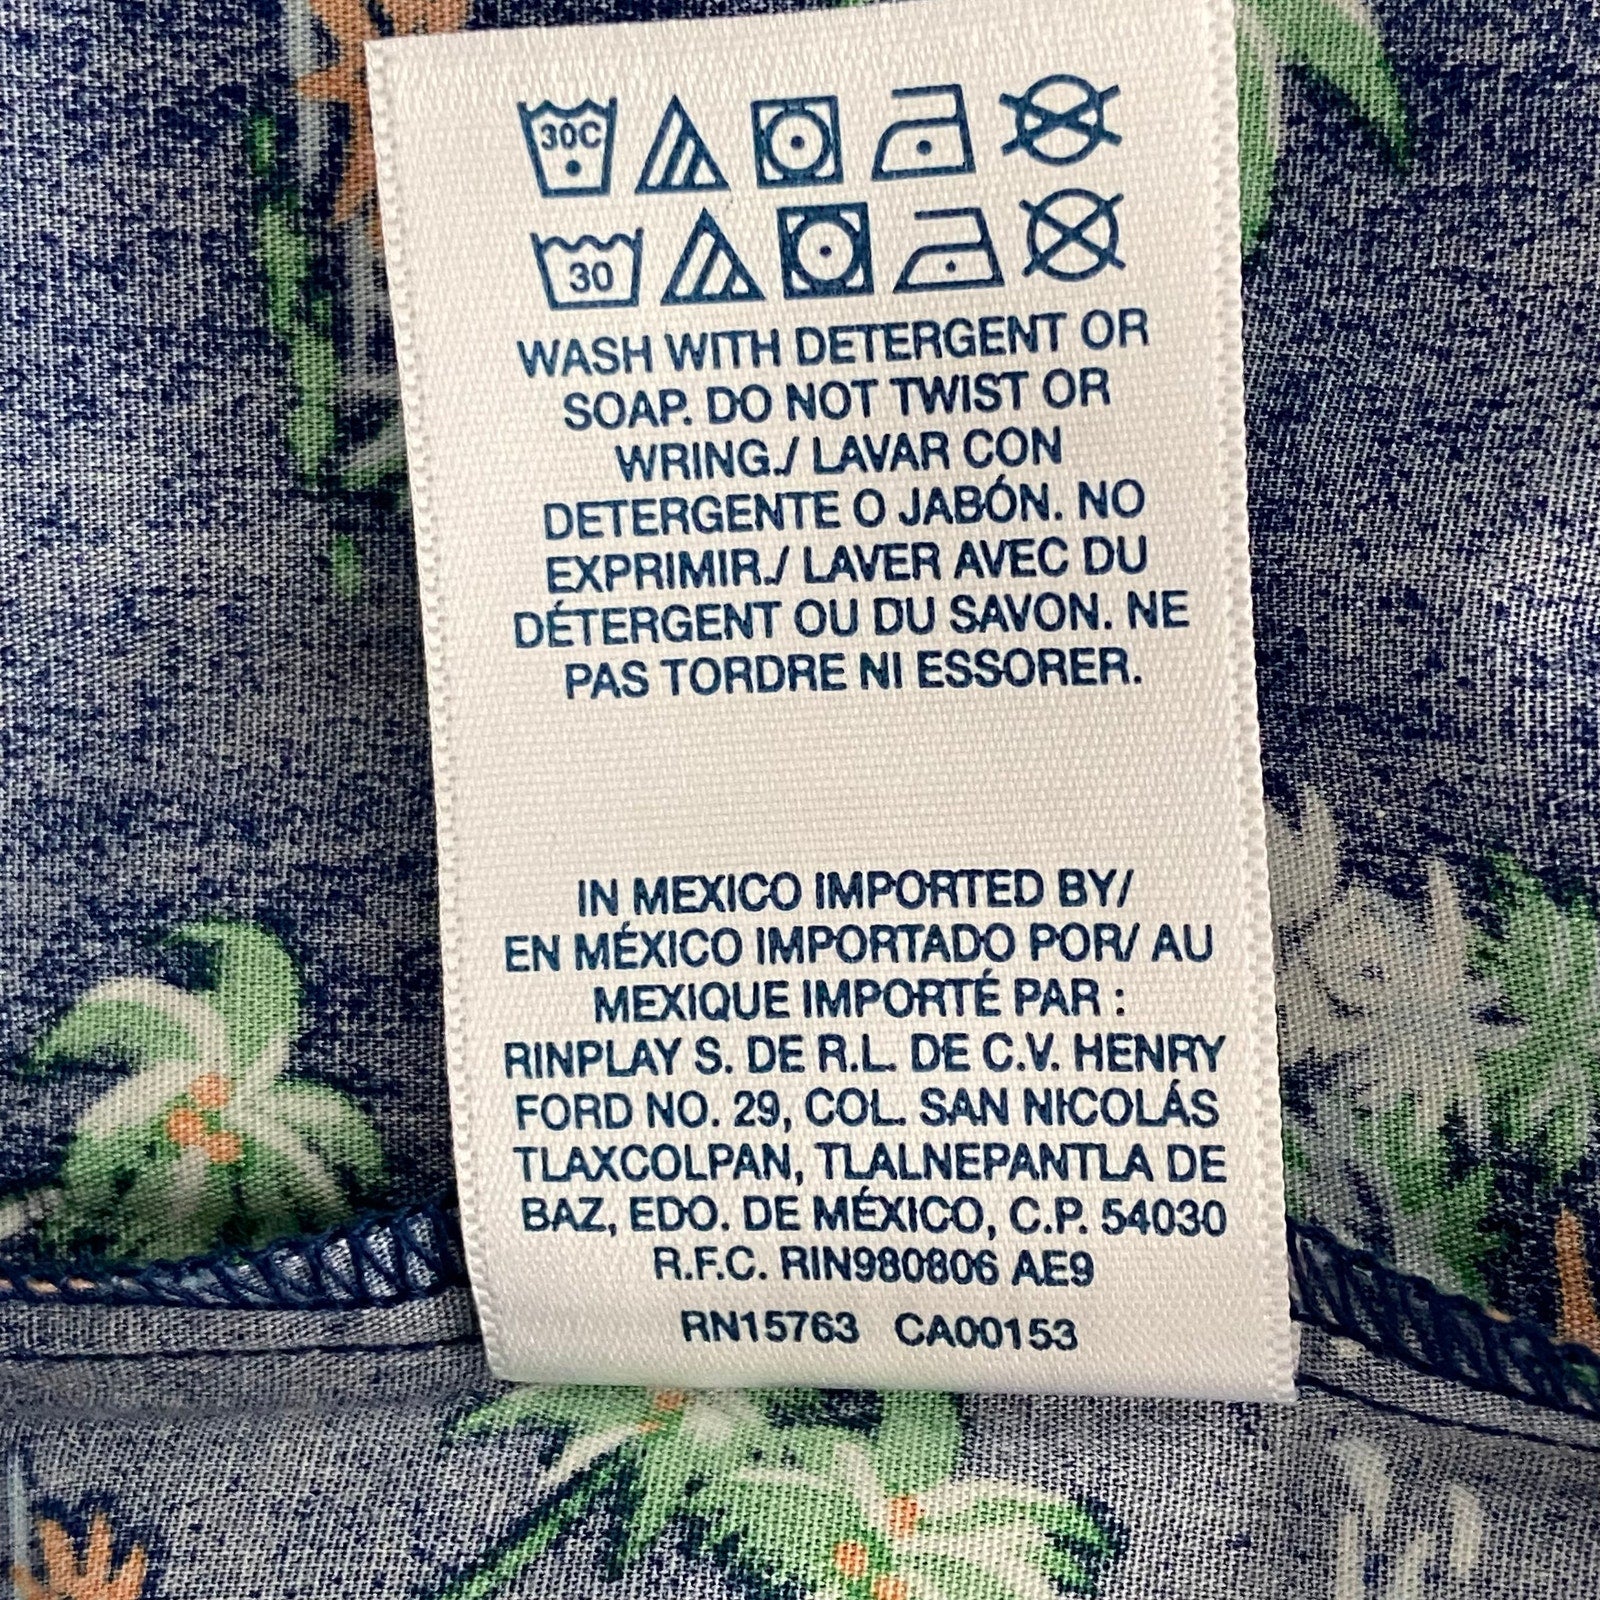 30C
30
WASH WITH DETERGENT OR
SOAP. DO NOT TWIST OR
WRING./ LAVAR CON
DETERGENTE O JABÓN. NO
EXPRIMIR./ LAVER AVEC DU
DÉTERGENT OU DU SAVON. NE
PAS TORDRE NI ESSORER.
IN MEXICO IMPORTED BY/
EN MÉXICO IMPORTADO POR/ AU
MEXIQUE IMPORTÉ PAR :
RINPLAY S. DE R.L. DE C.V. HENRY
FORD NO. 29, COL. SAN NICOLÁS
TLAXCOLPAN, TLALNEPANTLA DE
BAZ, EDO. DE MÉXICO, C.P. 54030
R.F.C. RIN980806 AE9
RN15763 CA00153